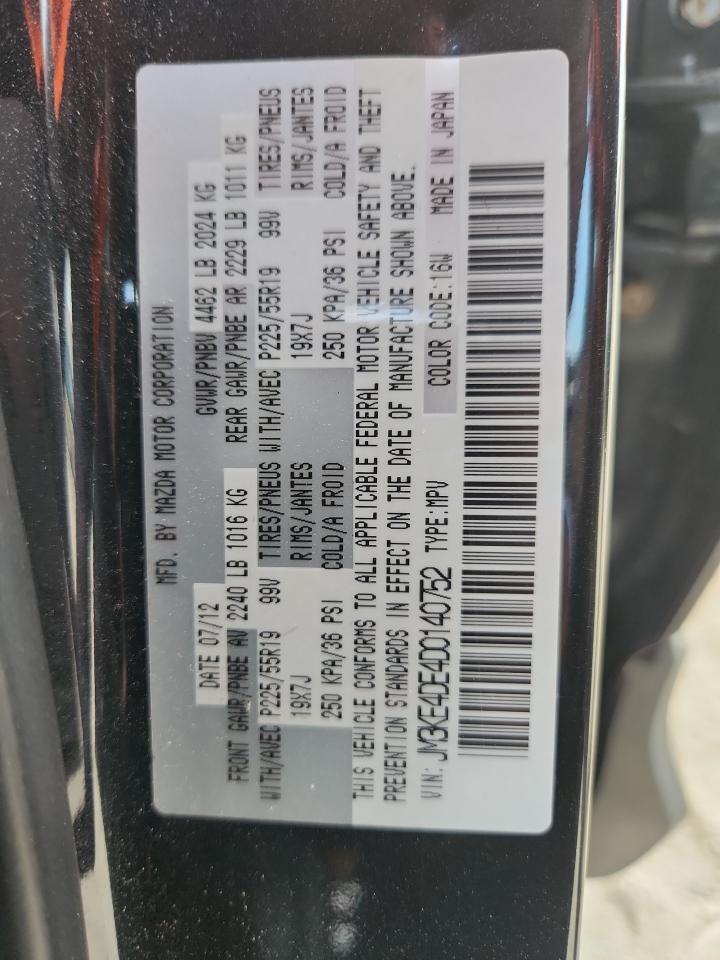 MFD. BY MAZDA MOTOR CORPORATION
DATE 07/12 GVWR/PNBV 4462 LB 2024 KG
FRONT GAWR/PNBE AV 2240 LB 1016 KG REAR GAWR/PNBE AR 2229 LB 1011 KG
WITH/AVEC P225/55R19 99V TIRES/PNEUS WITH/AVEC P225/55R19 99V TIRES/PNEUS
19X7J RIMS/JANTES 19X7J RIMS/JANTES
250 KPA/36 PSI COLD/A FROID 250 KPA/36 PSI COLD/A FROID
THIS VEHICLE CONFORMS TO ALL APPLICABLE FEDERAL MOTOR VEHICLE SAFETY AND THEFT
PREVENTION STANDARDS IN EFFECT ON THE DATE OF MANUFACTURE SHOWN ABOVE.
VIN: JM3KE4DE4D0140752 TYPE:MPV COLOR CODE:16W MADE IN JAPAN